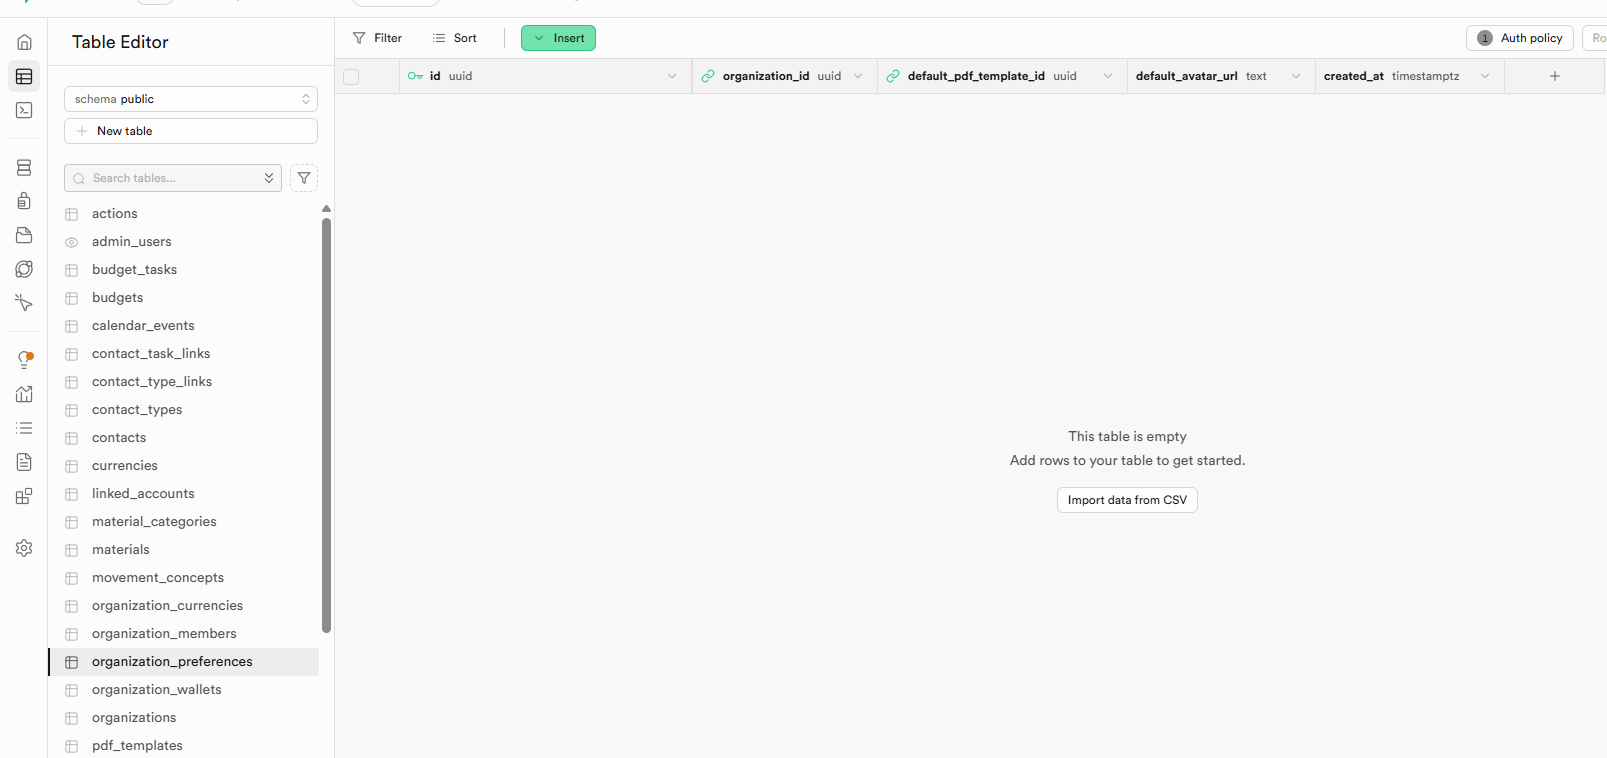 Table Editor
Filter
Sort
Insert
1 Auth policy
Ro
id uuid
organization_id uuid
default_pdf_template_id uuid
default_avatar_url text
created_at timestamptz
schema public
New table
Search tables...
actions
admin_users
budget_tasks
budgets
calendar_events
contact_task_links
contact_type_links
contact_types
contacts
currencies
linked_accounts
material_categories
materials
movement_concepts
organization_currencies
organization_members
organization_preferences
organization_wallets
organizations
pdf_templates
This table is empty
Add rows to your table to get started.
Import data from CSV